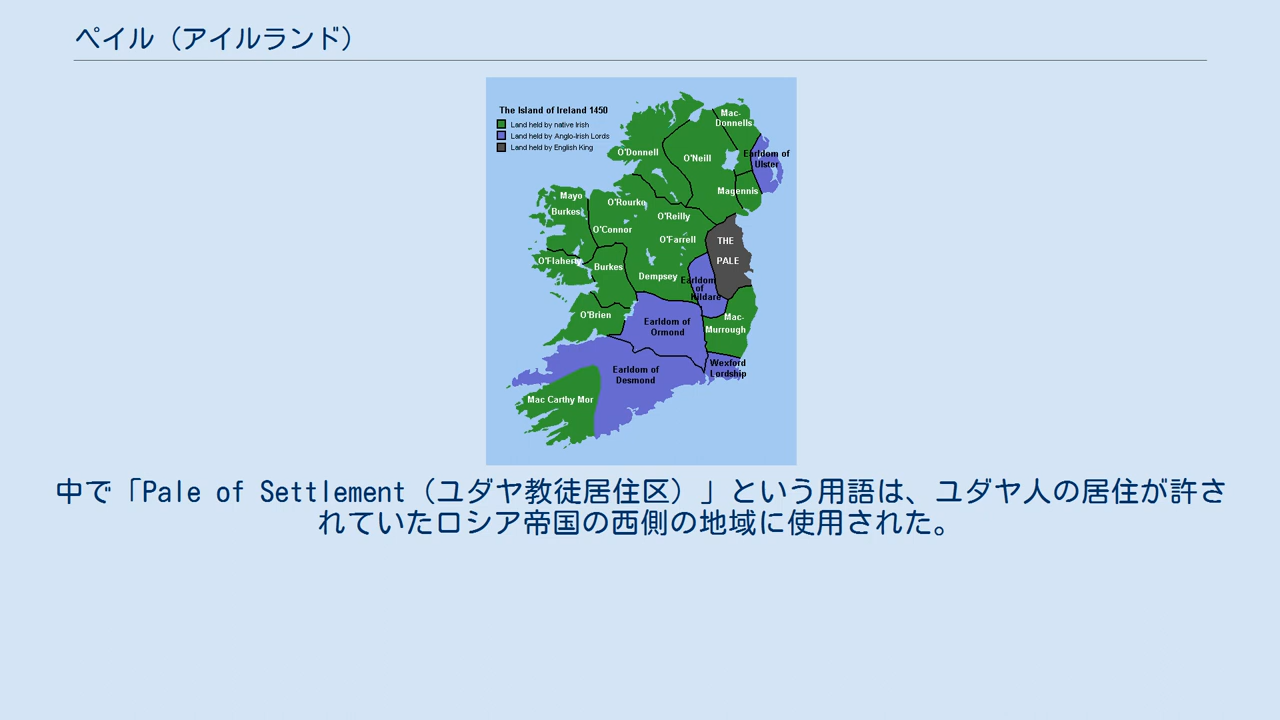 ペイル（アイルランド）
The Island of Ireland 1450
Land held by native Irish
Land held by Anglo-Irish Lords
Land held by English King
Mac-
Donnells
O'Donnell
O'Neill
Earldom of
Ulster
Magennis
Mayo
Burkes
O'Rourke
O'Reilly
O'Connor
O'Farrell
THE
PALE
O'Flaherty
Burkes
Dempsey
Earldom
of
Kildare
O'Brien
Earldom of
Ormond
Mac-
Murrough
Wexford
Lordship
Earldom of
Desmond
Mac Carthy Mor
中で「Pale of Settlement（ユダヤ教徒居住区）」という用語は、ユダヤ人の居住が許さ
れていたロシア帝国の西側の地域に使用された。